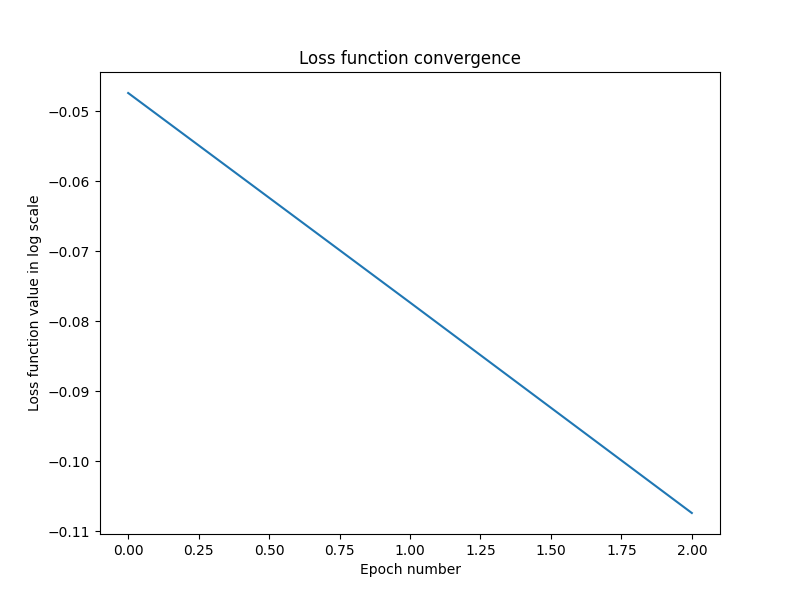 Loss function convergence
Loss function value in log scale
−0.05
−0.06
−0.07
−0.08
−0.09
−0.10
−0.11
0.00 0.25 0.50 0.75 1.00 1.25 1.50 1.75 2.00
Epoch number